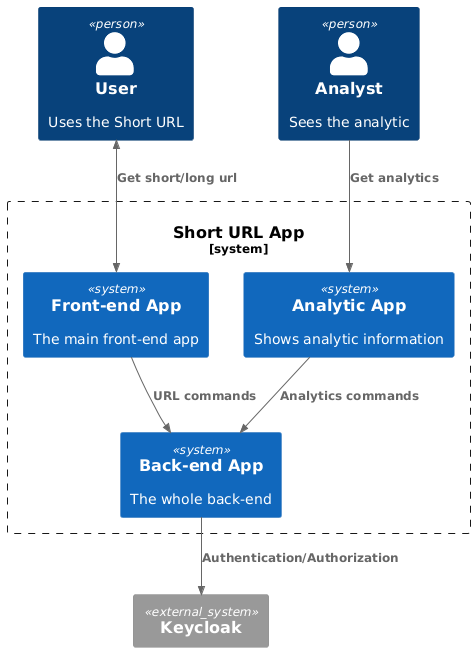 «person»
User
Uses the Short URL
«person»
Analyst
Sees the analytic
Get short/long url
Get analytics
Short URL App
[system]
«system»
Front-end App
The main front-end app
«system»
Analytic App
Shows analytic information
URL commands
Analytics commands
«system»
Back-end App
The whole back-end
Authentication/Authorization
«external_system»
Keycloak